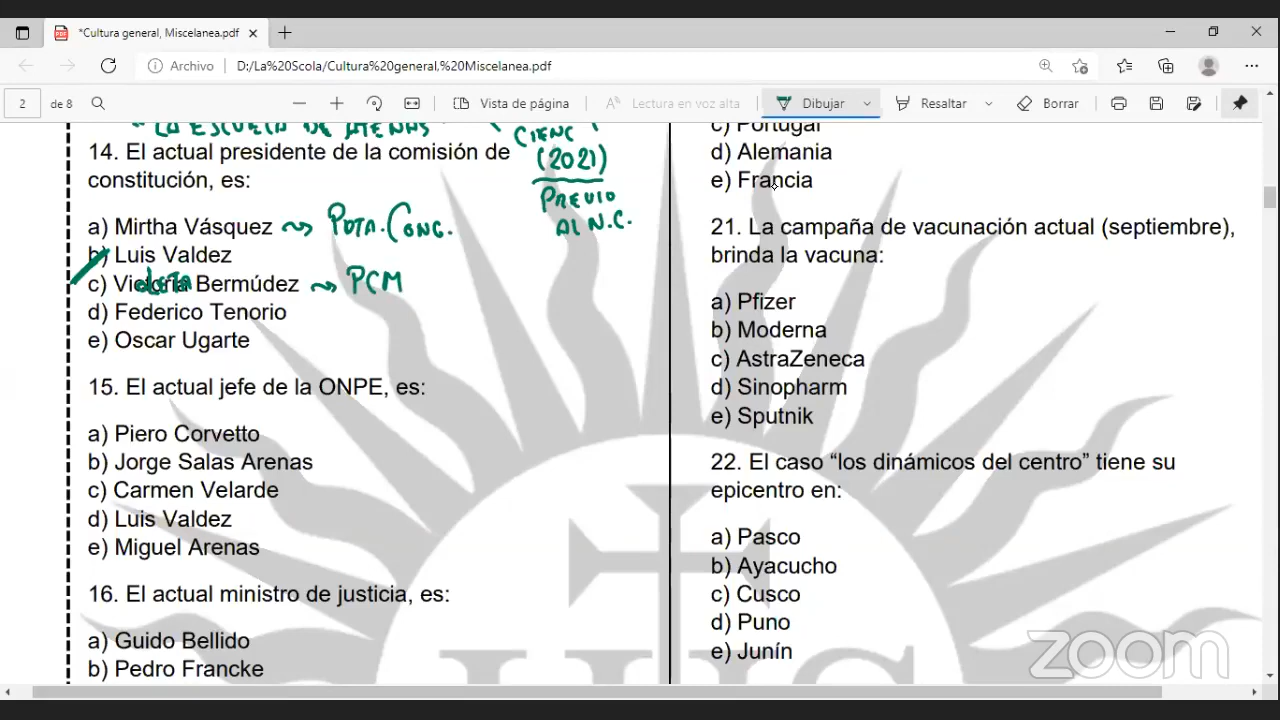 *Cultura general, Miscelanea.pdf
Archivo
D:/La%20Scola/Cultura%20general,%20Miscelanea.pdf
2 de 8
Vista de página
Lectura en voz alta
Dibujar
Resaltar
Borrar
"LA ESCUELA DE ATENAS"
CIENC
(2021)
PREVIO
AL N.C.
14. El actual presidente de la comisión de
constitución, es:
a) Mirtha Vásquez ~> PDTA. CONG.
b) Luis Valdez
c) Victoria Bermúdez ~> PCM
d) Federico Tenorio
e) Oscar Ugarte
15. El actual jefe de la ONPE, es:
a) Piero Corvetto
b) Jorge Salas Arenas
c) Carmen Velarde
d) Luis Valdez
e) Miguel Arenas
16. El actual ministro de justicia, es:
a) Guido Bellido
b) Pedro Francke
c) Portugal
d) Alemania
e) Francia
21. La campaña de vacunación actual (septiembre),
brinda la vacuna:
a) Pfizer
b) Moderna
c) AstraZeneca
d) Sinopharm
e) Sputnik
22. El caso “los dinámicos del centro” tiene su
epicentro en:
a) Pasco
b) Ayacucho
c) Cusco
d) Puno
e) Junín
zoom